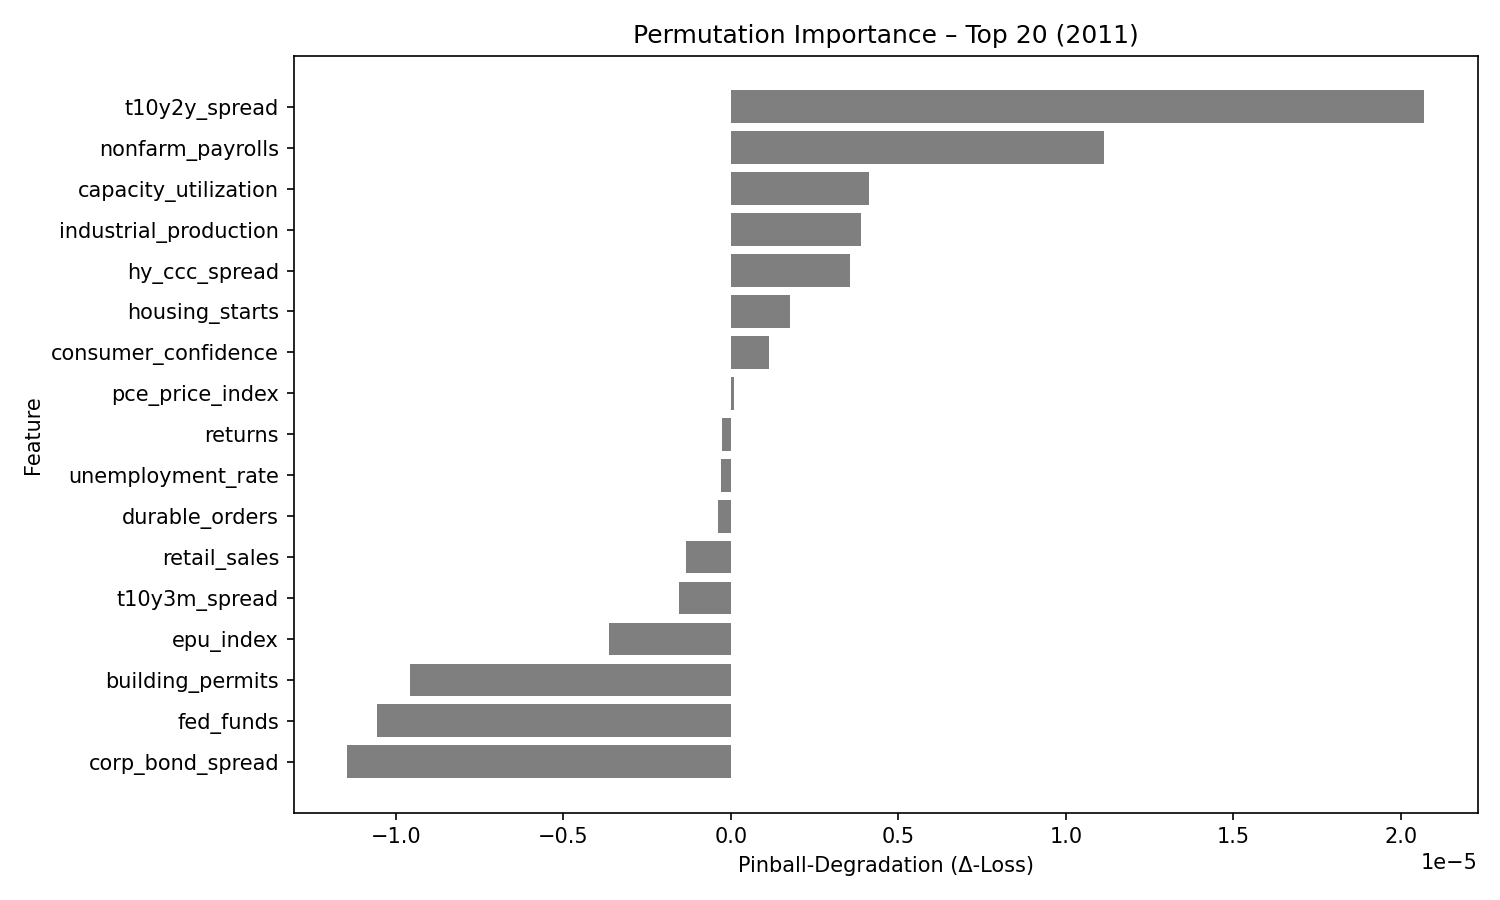 Permutation Importance – Top 20 (2011)
Feature
t10y2y_spread
nonfarm_payrolls
capacity_utilization
industrial_production
hy_ccc_spread
housing_starts
consumer_confidence
pce_price_index
returns
unemployment_rate
durable_orders
retail_sales
t10y3m_spread
epu_index
building_permits
fed_funds
corp_bond_spread
−1.0 −0.5 0.0 0.5 1.0 1.5 2.0
1e−5
Pinball-Degradation (Δ-Loss)